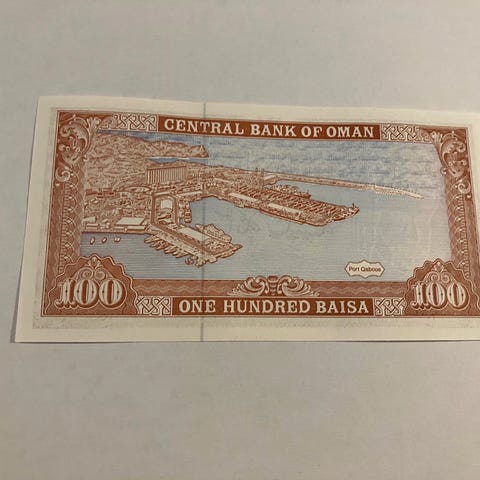 CENTRAL BANK OF OMAN
Port Qaboos
100
100
ONE HUNDRED BAISA